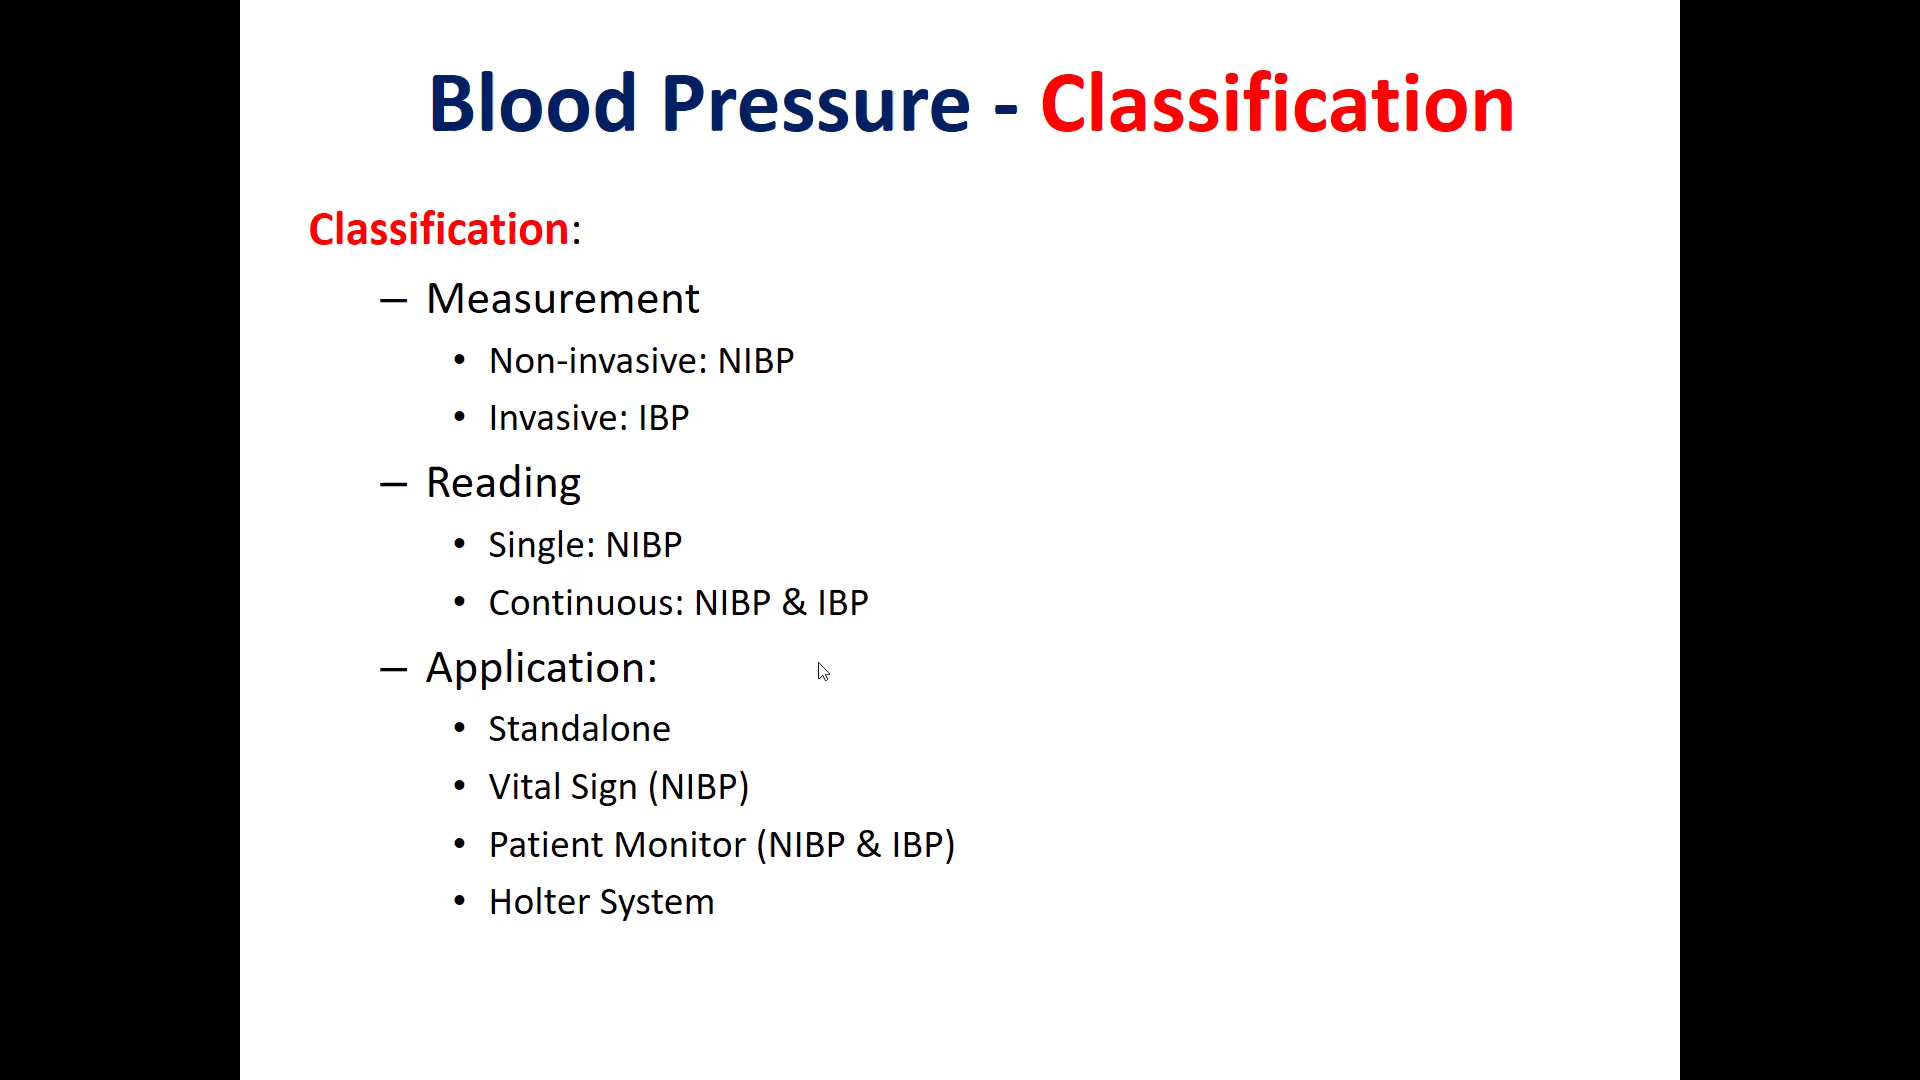 Blood Pressure - Classification
Classification:
– Measurement
• Non-invasive: NIBP
• Invasive: IBP
– Reading
• Single: NIBP
• Continuous: NIBP & IBP
– Application:
• Standalone
• Vital Sign (NIBP)
• Patient Monitor (NIBP & IBP)
• Holter System